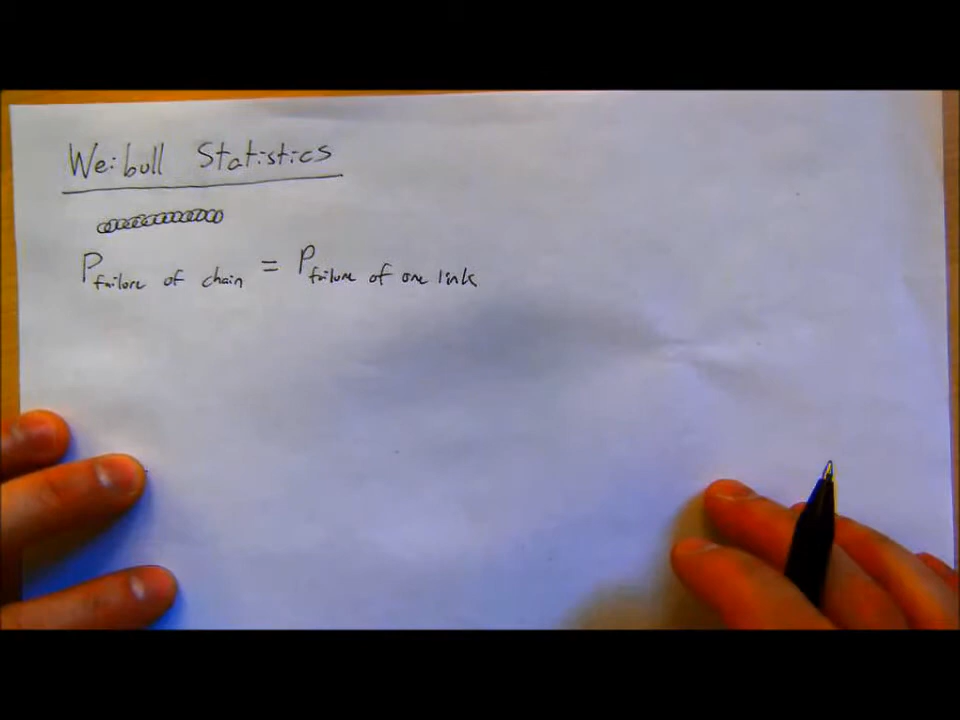 Weibull Statistics
P failure of chain = P failure of one link